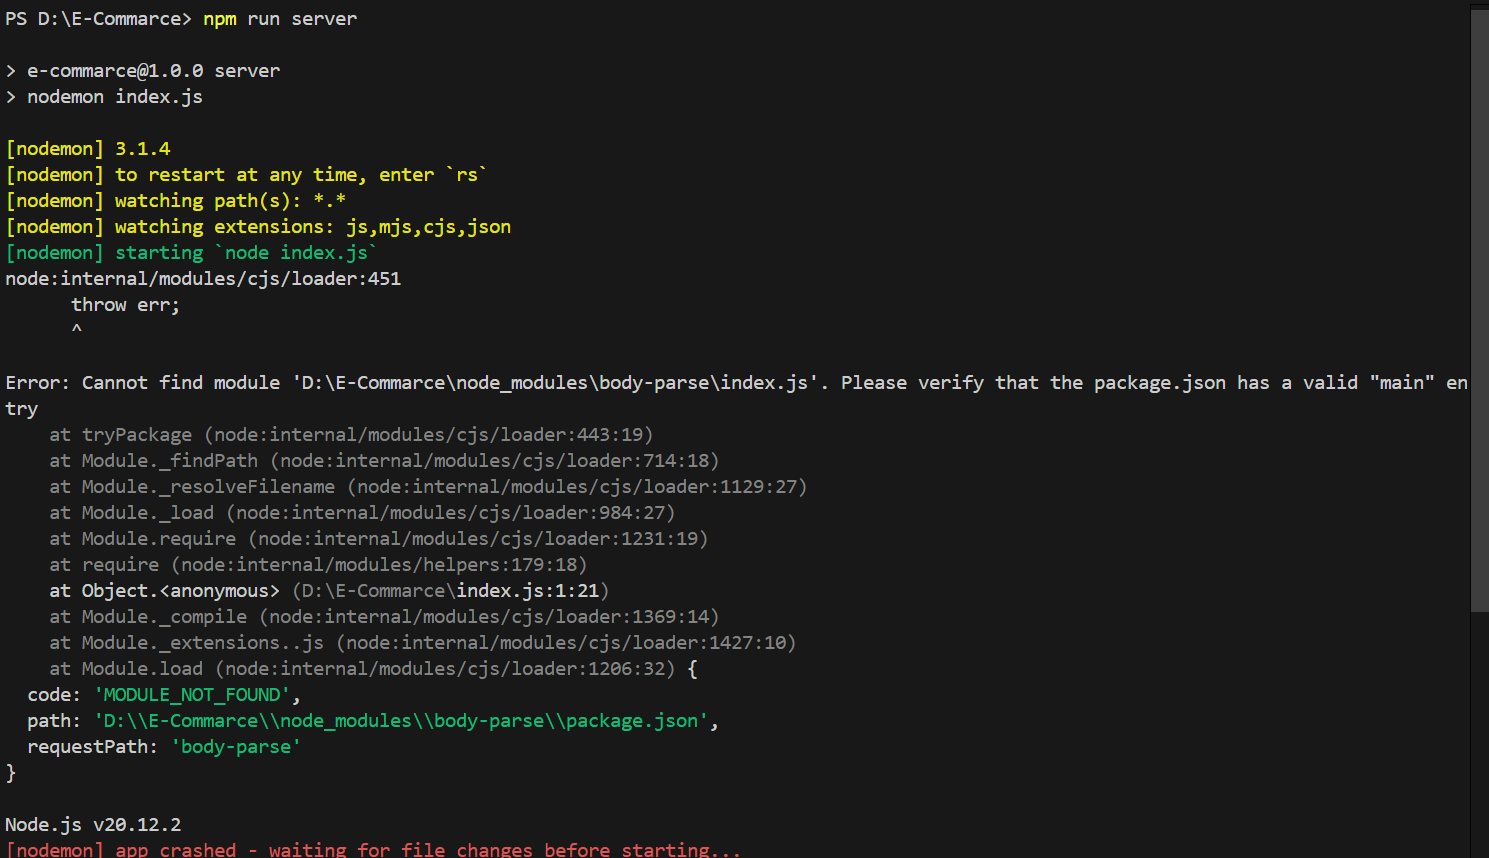 PS D:\E-Commarce> npm run server
> e-commarce@1.0.0 server
> nodemon index.js
[nodemon] 3.1.4
[nodemon] to restart at any time, enter `rs`
[nodemon] watching path(s): *.*
[nodemon] watching extensions: js,mjs,cjs,json
[nodemon] starting `node index.js`
node:internal/modules/cjs/loader:451
      throw err;
      ^
Error: Cannot find module 'D:\E-Commarce\node_modules\body-parse\index.js'. Please verify that the package.json has a valid "main" en
try
    at tryPackage (node:internal/modules/cjs/loader:443:19)
    at Module._findPath (node:internal/modules/cjs/loader:714:18)
    at Module._resolveFilename (node:internal/modules/cjs/loader:1129:27)
    at Module._load (node:internal/modules/cjs/loader:984:27)
    at Module.require (node:internal/modules/cjs/loader:1231:19)
    at require (node:internal/modules/helpers:179:18)
    at Object.<anonymous> (D:\E-Commarce\index.js:1:21)
    at Module._compile (node:internal/modules/cjs/loader:1369:14)
    at Module._extensions..js (node:internal/modules/cjs/loader:1427:10)
    at Module.load (node:internal/modules/cjs/loader:1206:32) {
  code: 'MODULE_NOT_FOUND',
  path: 'D:\\E-Commarce\\node_modules\\body-parse\\package.json',
  requestPath: 'body-parse'
}
Node.js v20.12.2
[nodemon] app crashed - waiting for file changes before starting...